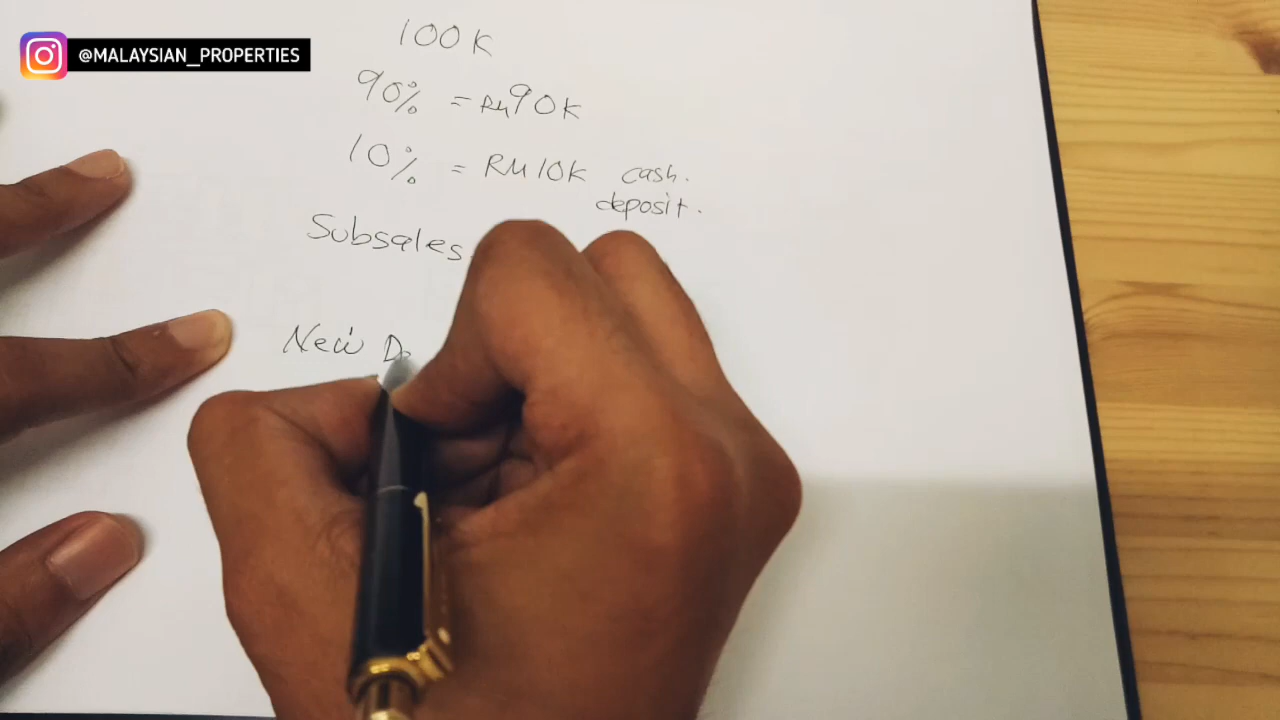 @MALAYSIAN_PROPERTIES
100K
90% = RM90K
10% = RM10K cash.
deposit.
Subsales.
New